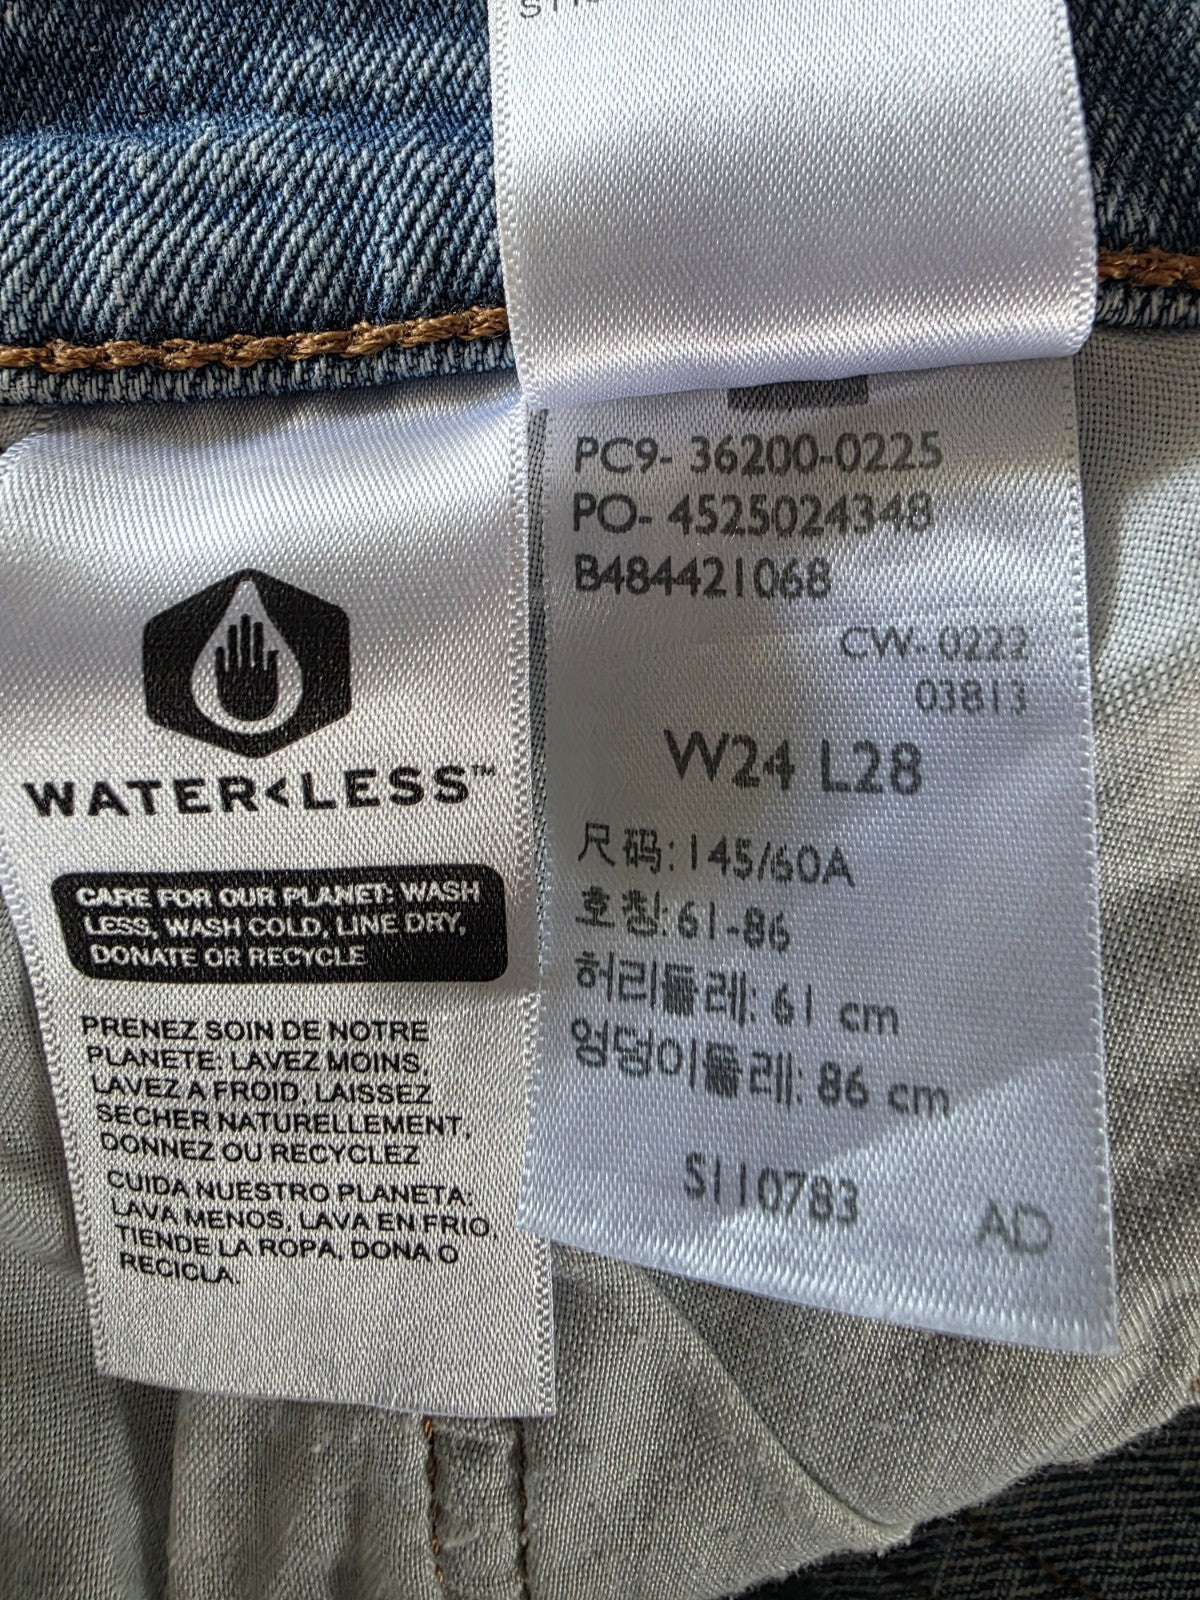 WATER<LESS™
CARE FOR OUR PLANET: WASH
LESS, WASH COLD, LINE DRY,
DONATE OR RECYCLE
PRENEZ SOIN DE NOTRE
PLANETE: LAVEZ MOINS,
LAVEZ A FROID, LAISSEZ
SECHER NATURELLEMENT,
DONNEZ OU RECYCLEZ
CUIDA NUESTRO PLANETA:
LAVA MENOS, LAVA EN FRIO,
TIENDE LA ROPA, DONA O
RECICLA.
PC9- 36200-0225
PO- 4525024348
B484421068
CW- 0222
03813
W24 L28
尺码: 145/60A
호칭: 61-86
허리둘레: 61 cm
엉덩이둘레: 86 cm
S110783
AD